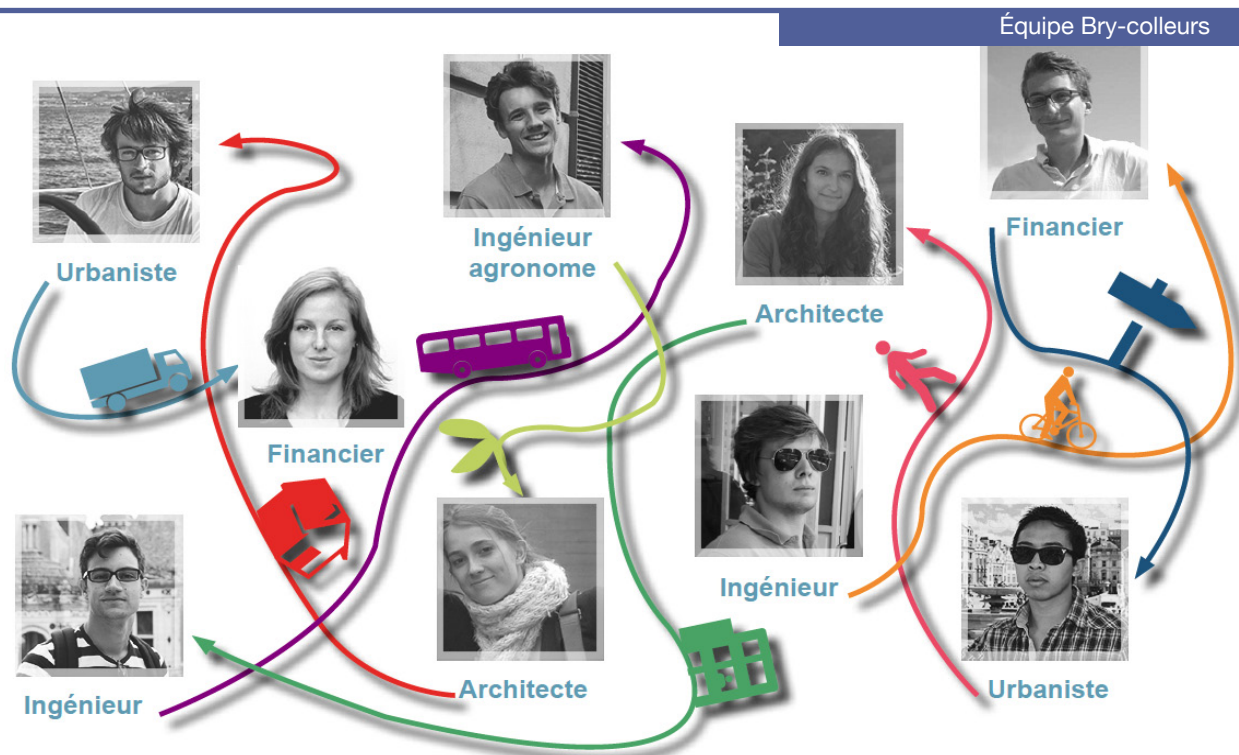 Équipe Bry-colleurs
Urbaniste
Ingénieur
agronome
Financier
Architecte
Financier
Ingénieur
Ingénieur
Architecte
Urbaniste